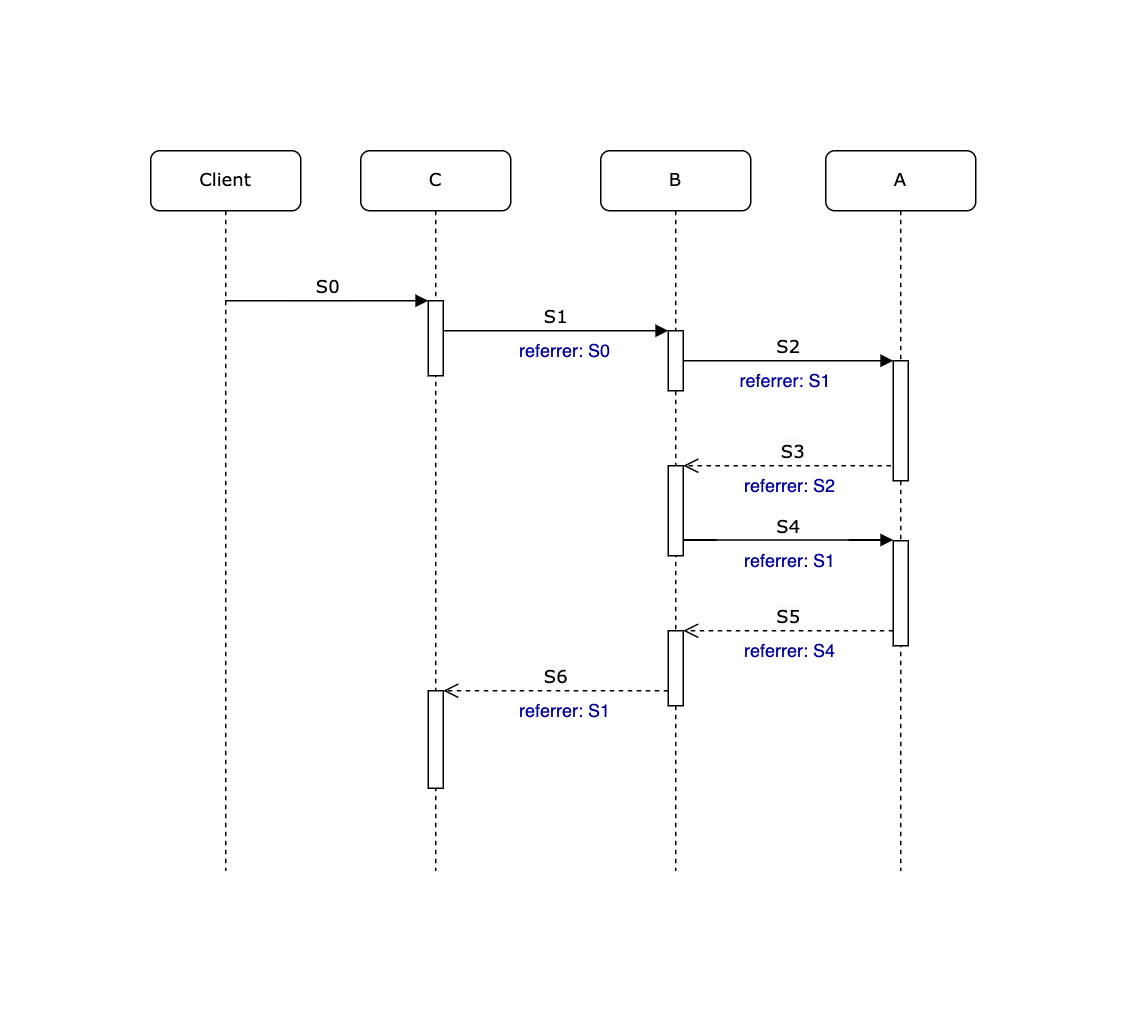 Client
C
B
A
S0
S1
referrer: S0
S2
referrer: S1
S3
referrer: S2
S4
referrer: S1
S5
referrer: S4
S6
referrer: S1